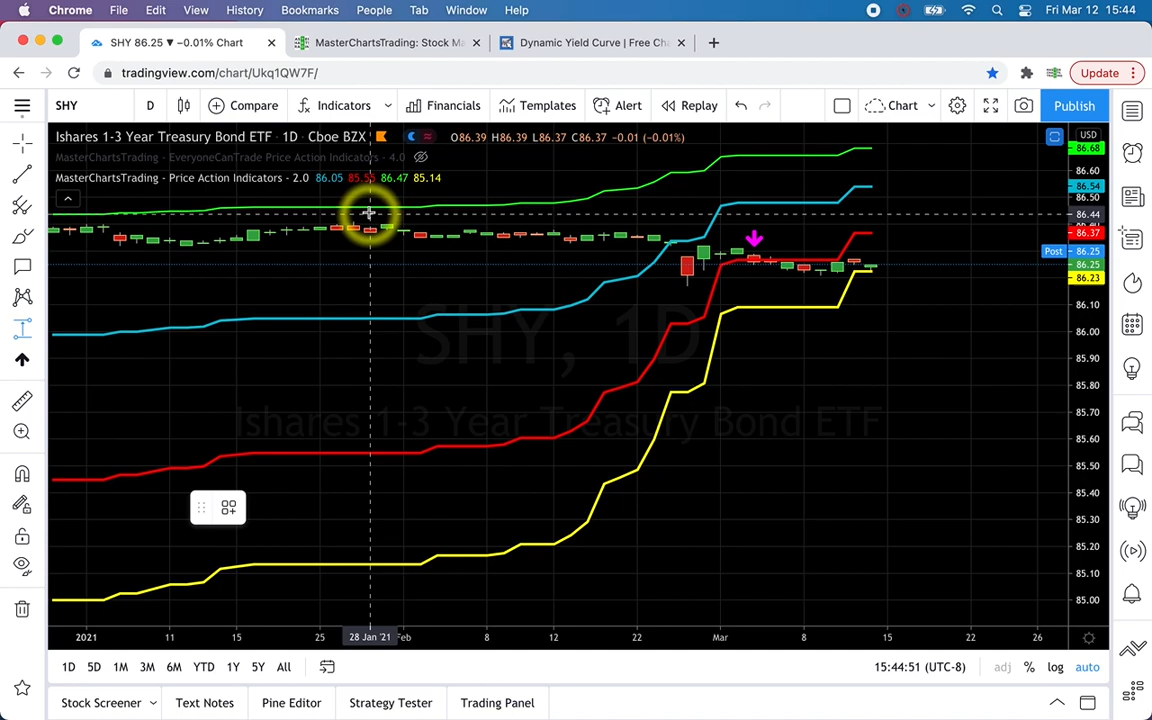 Chrome File Edit View History Bookmarks People Tab Window Help Fri Mar 12 15:44
SHY 86.25 ▼ −0.01% Chart MasterChartsTrading: Stock Ma Dynamic Yield Curve | Free Cha
tradingview.com/chart/Ukq1QW7F/ Update
SHY D Compare Indicators Financials Templates Alert Replay Chart Publish
Ishares 1-3 Year Treasury Bond ETF · 1D · Cboe BZX O86.39 H86.39 L86.37 C86.37 −0.01 (−0.01%) USD
86.68
MasterChartsTrading - EveryoneCanTrade Price Action Indicators - 4.0
86.60
MasterChartsTrading - Price Action Indicators - 2.0 86.05 85.55 86.47 85.14
86.54
86.50
86.44
86.37
Post 86.25
86.25
86.23
86.10
86.00
85.90
85.80
85.70
85.60
85.50
85.40
85.30
85.20
85.10
85.00
SHY, 1D
Ishares 1-3 Year Treasury Bond ETF
2021 11 15 25 28 Jan '21 Feb 8 12 22 Mar 8 15 22 26
1D 5D 1M 3M 6M YTD 1Y 5Y All 15:44:51 (UTC-8) adj % log auto
Stock Screener Text Notes Pine Editor Strategy Tester Trading Panel